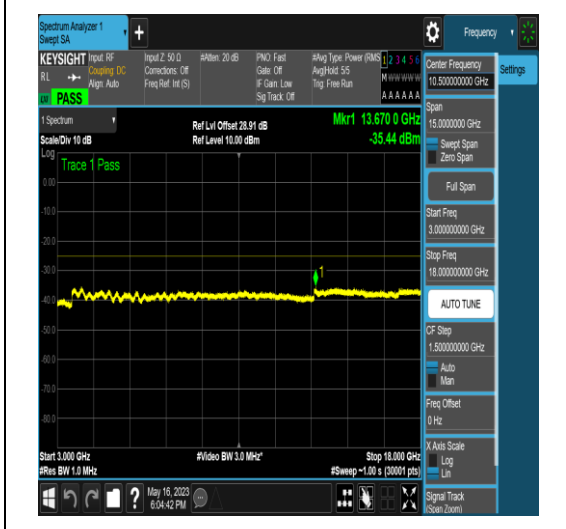 Spectrum Analyzer 1
Swept SA
Frequency
KEYSIGHT
RL
PASS
Input: RF
Coupling: DC
Align: Auto
Input Z: 50 Ω
Corrections: Off
Freq Ref: Int (S)
#Atten: 20 dB
PNO: Fast
Gate: Off
IF Gain: Low
Sig Track: Off
#Avg Type: Power (RMS
Avg|Hold: 5/5
Trig: Free Run
1 2 3 4 5 6
M W W W W W
A A A A A A
1 Spectrum
Scale/Div 10 dB
Log
Ref Lvl Offset 28.91 dB
Ref Level 10.00 dBm
Mkr1 13.670 0 GHz
-35.44 dBm
Trace 1 Pass
0.00
-10.0
-20.0
-30.0
-40.0
-50.0
-60.0
-70.0
-80.0
1
Start 3.000 GHz
#Res BW 1.0 MHz
#Video BW 3.0 MHz*
Stop 18.000 GHz
#Sweep ~1.00 s (30001 pts)
May 16, 2023
6:04:42 PM
?
Center Frequency
10.500000000 GHz
Settings
Span
15.0000000 GHz
Swept Span
Zero Span
Full Span
Start Freq
3.000000000 GHz
Stop Freq
18.000000000 GHz
AUTO TUNE
CF Step
1.500000000 GHz
Auto
Man
Freq Offset
0 Hz
X Axis Scale
Log
Lin
Signal Track
(Span Zoom)